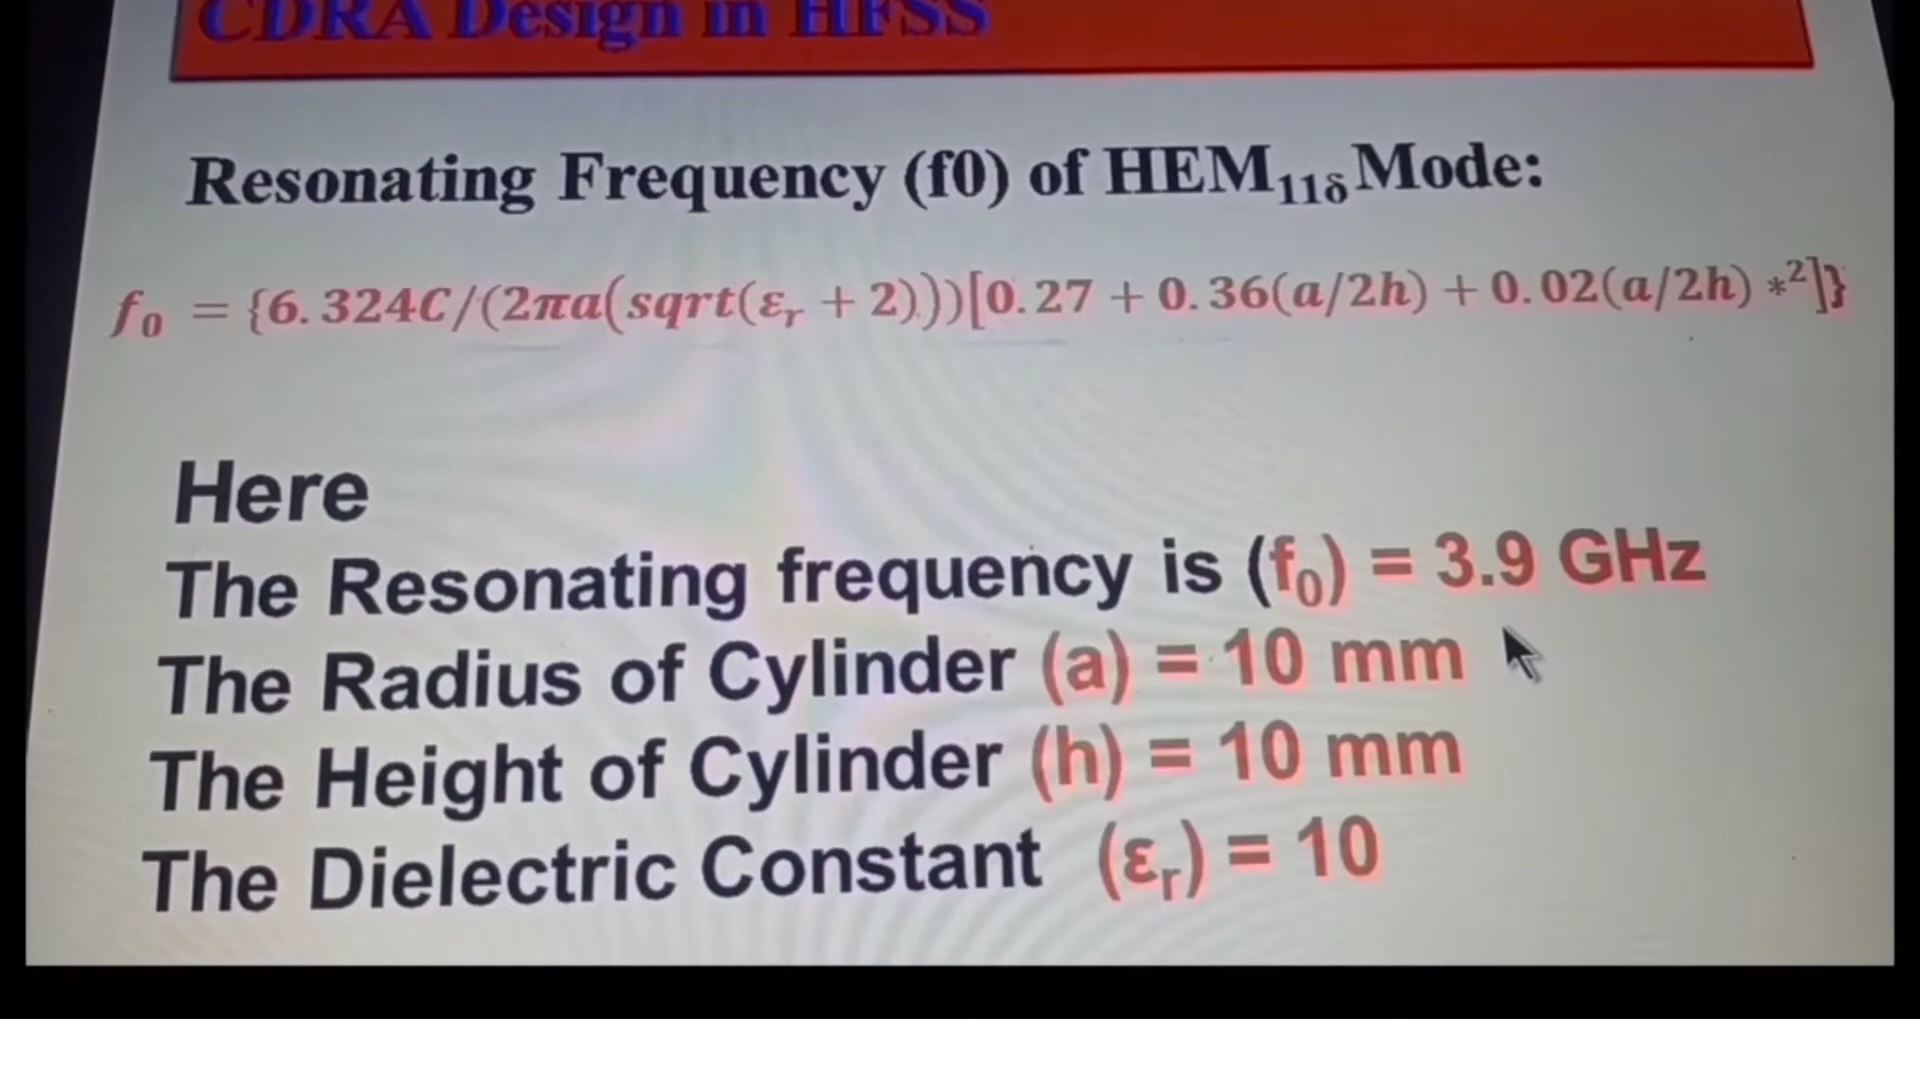 CDRA Design in HFSS
Resonating Frequency (f0) of HEM₁₁δ Mode:
f₀ = {6.324C/(2πa(sqrt(εᵣ + 2)))[0.27 + 0.36(a/2h) + 0.02(a/2h) *²]}
Here
The Resonating frequency is (f₀) = 3.9 GHz
The Radius of Cylinder (a) = 10 mm
The Height of Cylinder (h) = 10 mm
The Dielectric Constant (εᵣ) = 10